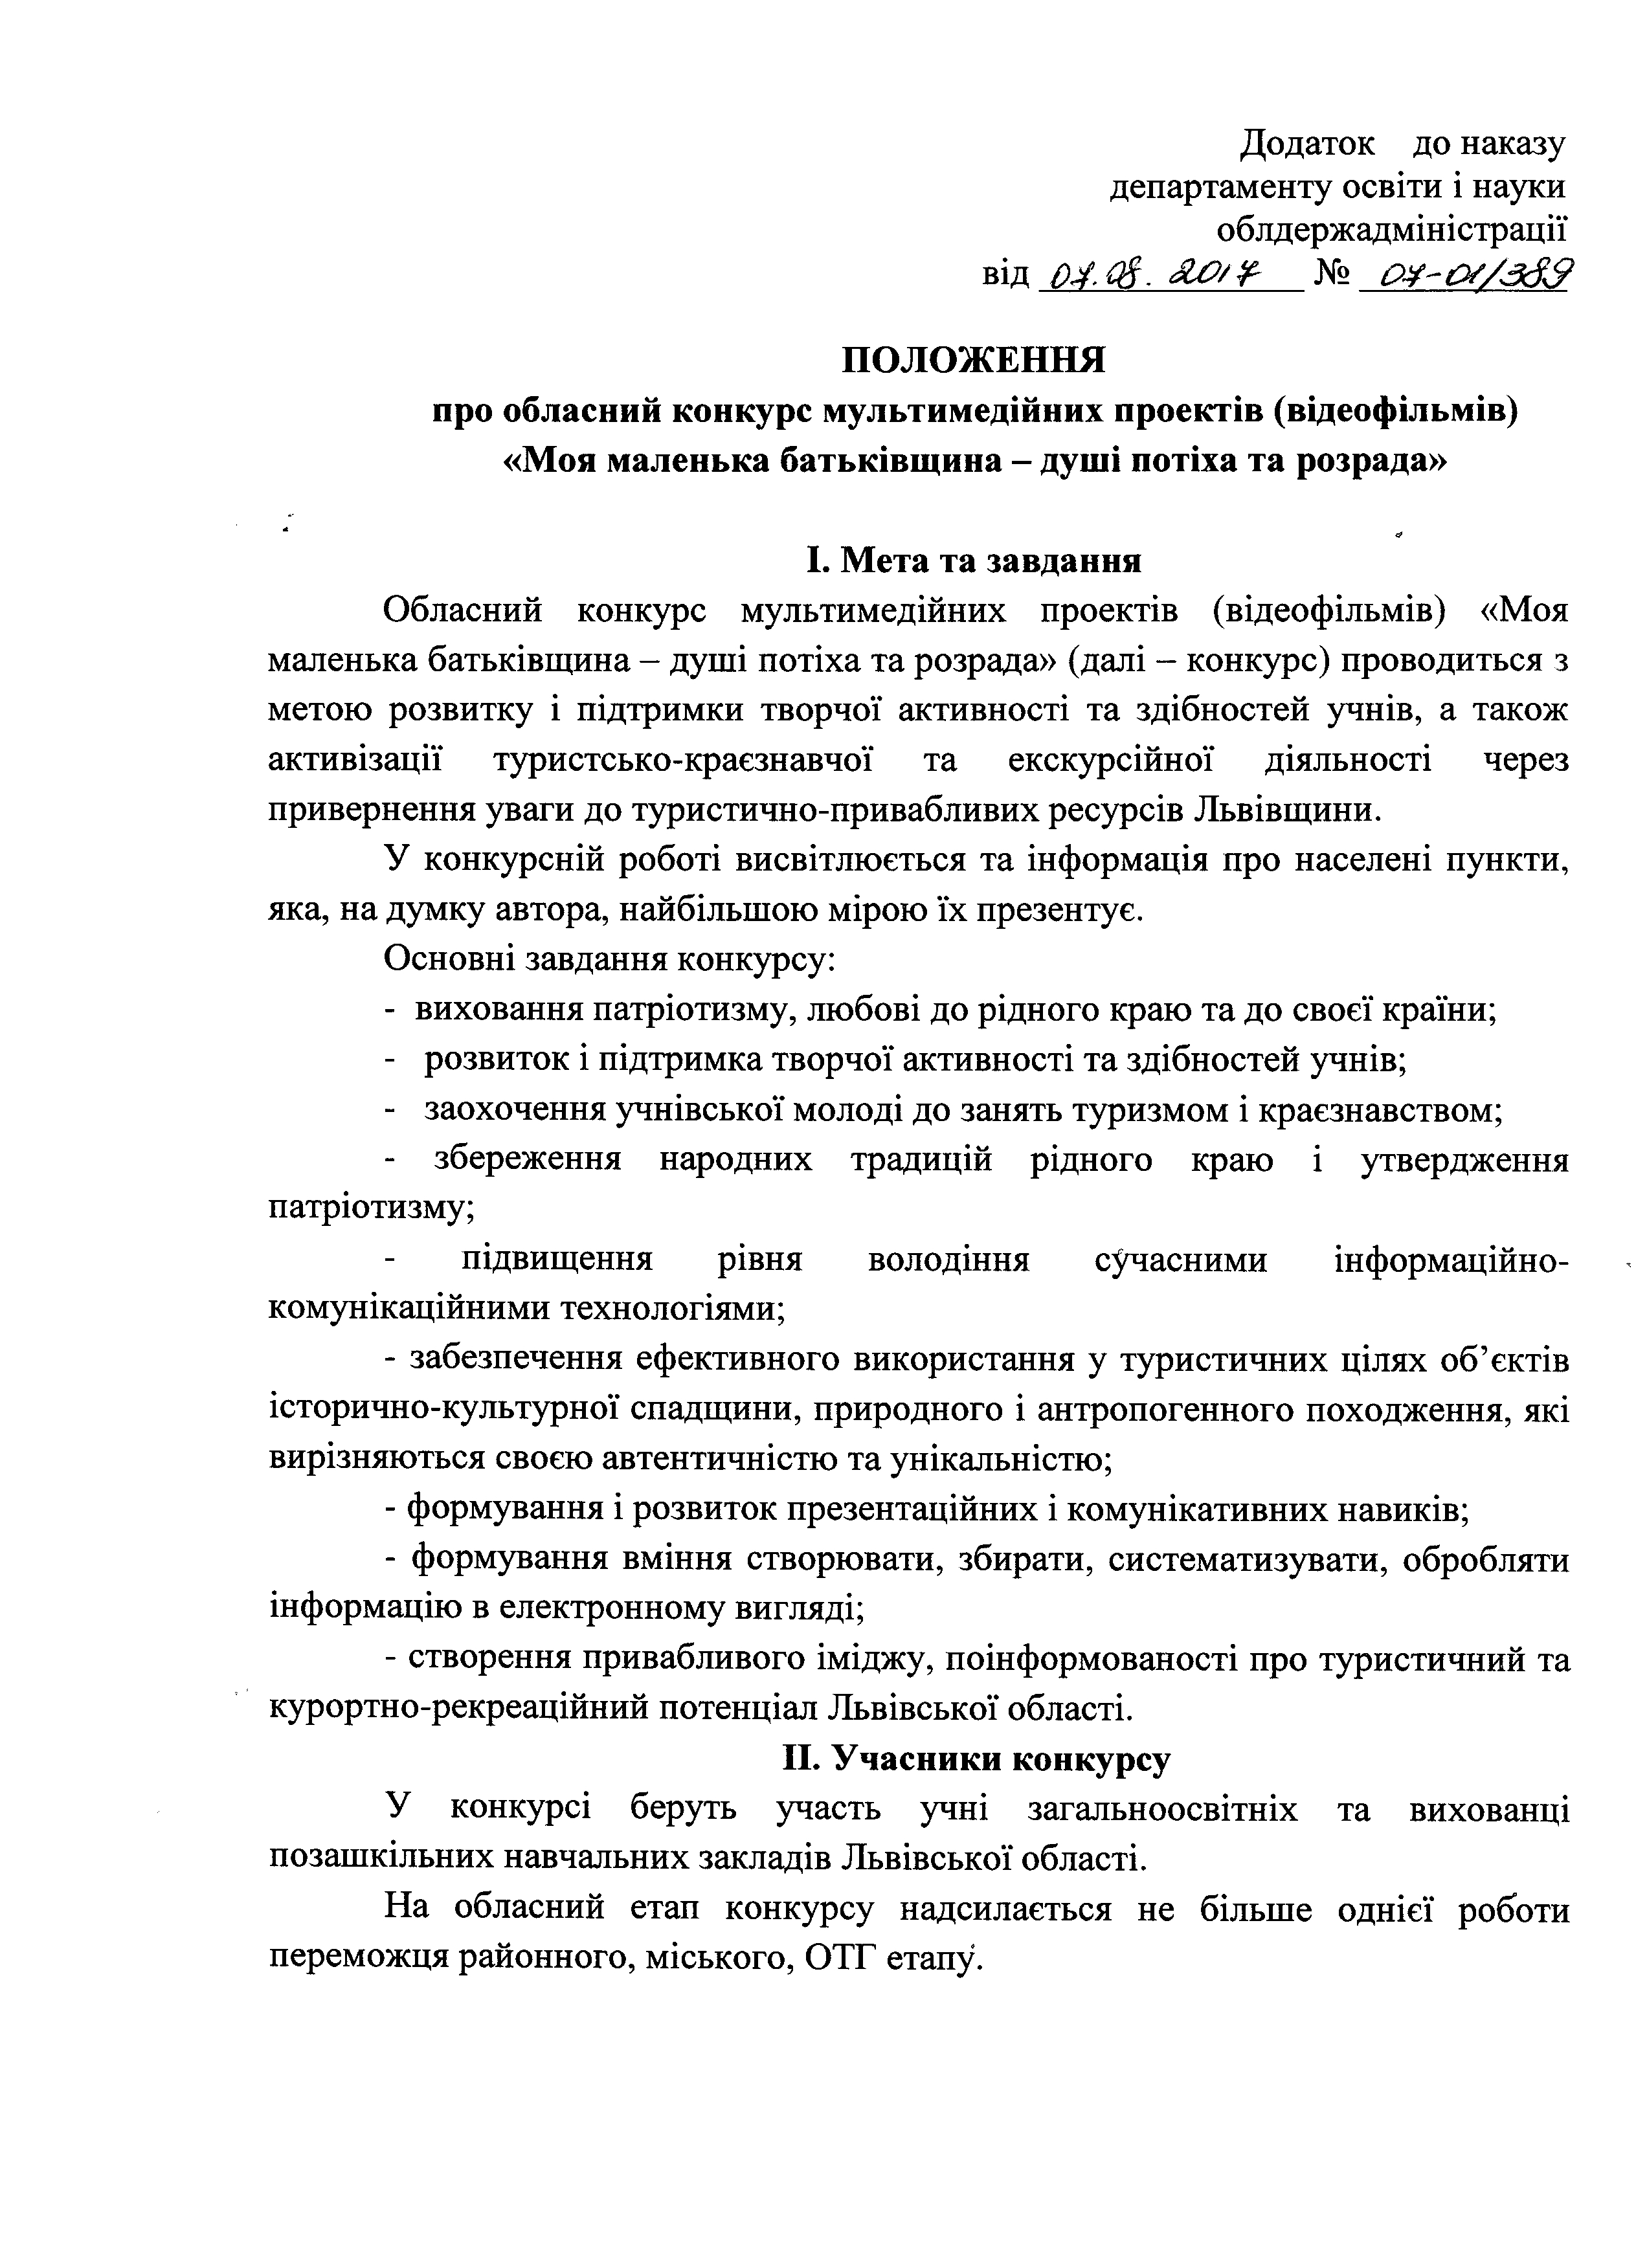 Додаток до наказу
департаменту освіти і науки
облдержадміністрації
від 07.08. 2017 № 07-01/389
ПОЛОЖЕННЯ
про обласний конкурс мультимедійних проектів (відеофільмів)
«Моя маленька батьківщина – душі потіха та розрада»
І. Мета та завдання
Обласний конкурс мультимедійних проектів (відеофільмів) «Моя
маленька батьківщина – душі потіха та розрада» (далі – конкурс) проводиться з
метою розвитку і підтримки творчої активності та здібностей учнів, а також
активізації туристсько-краєзнавчої та екскурсійної діяльності через
привернення уваги до туристично-привабливих ресурсів Львівщини.
У конкурсній роботі висвітлюється та інформація про населені пункти,
яка, на думку автора, найбільшою мірою їх презентує.
Основні завдання конкурсу:
- виховання патріотизму, любові до рідного краю та до своєї країни;
- розвиток і підтримка творчої активності та здібностей учнів;
- заохочення учнівської молоді до занять туризмом і краєзнавством;
- збереження народних традицій рідного краю і утвердження
патріотизму;
- підвищення рівня володіння сучасними інформаційно-
комунікаційними технологіями;
- забезпечення ефективного використання у туристичних цілях об’єктів
історично-культурної спадщини, природного і антропогенного походження, які
вирізняються своєю автентичністю та унікальністю;
- формування і розвиток презентаційних і комунікативних навиків;
- формування вміння створювати, збирати, систематизувати, обробляти
інформацію в електронному вигляді;
- створення привабливого іміджу, поінформованості про туристичний та
курортно-рекреаційний потенціал Львівської області.
ІІ. Учасники конкурсу
У конкурсі беруть участь учні загальноосвітніх та вихованці
позашкільних навчальних закладів Львівської області.
На обласний етап конкурсу надсилається не більше однієї роботи
переможця районного, міського, ОТГ етапу.